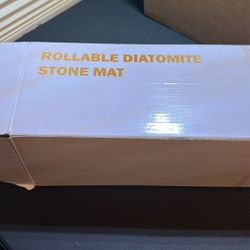 ROLLABLE DIATOMITE
STONE MAT